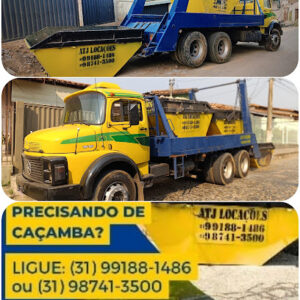 ATJ LOCAÇÕES
99188-1486
98741-3500
ATJ LOCAÇÕES
99188-1486
98741-3500
PRECISANDO DE
CAÇAMBA?
LIGUE: (31) 99188-1486
ou (31) 98741-3500